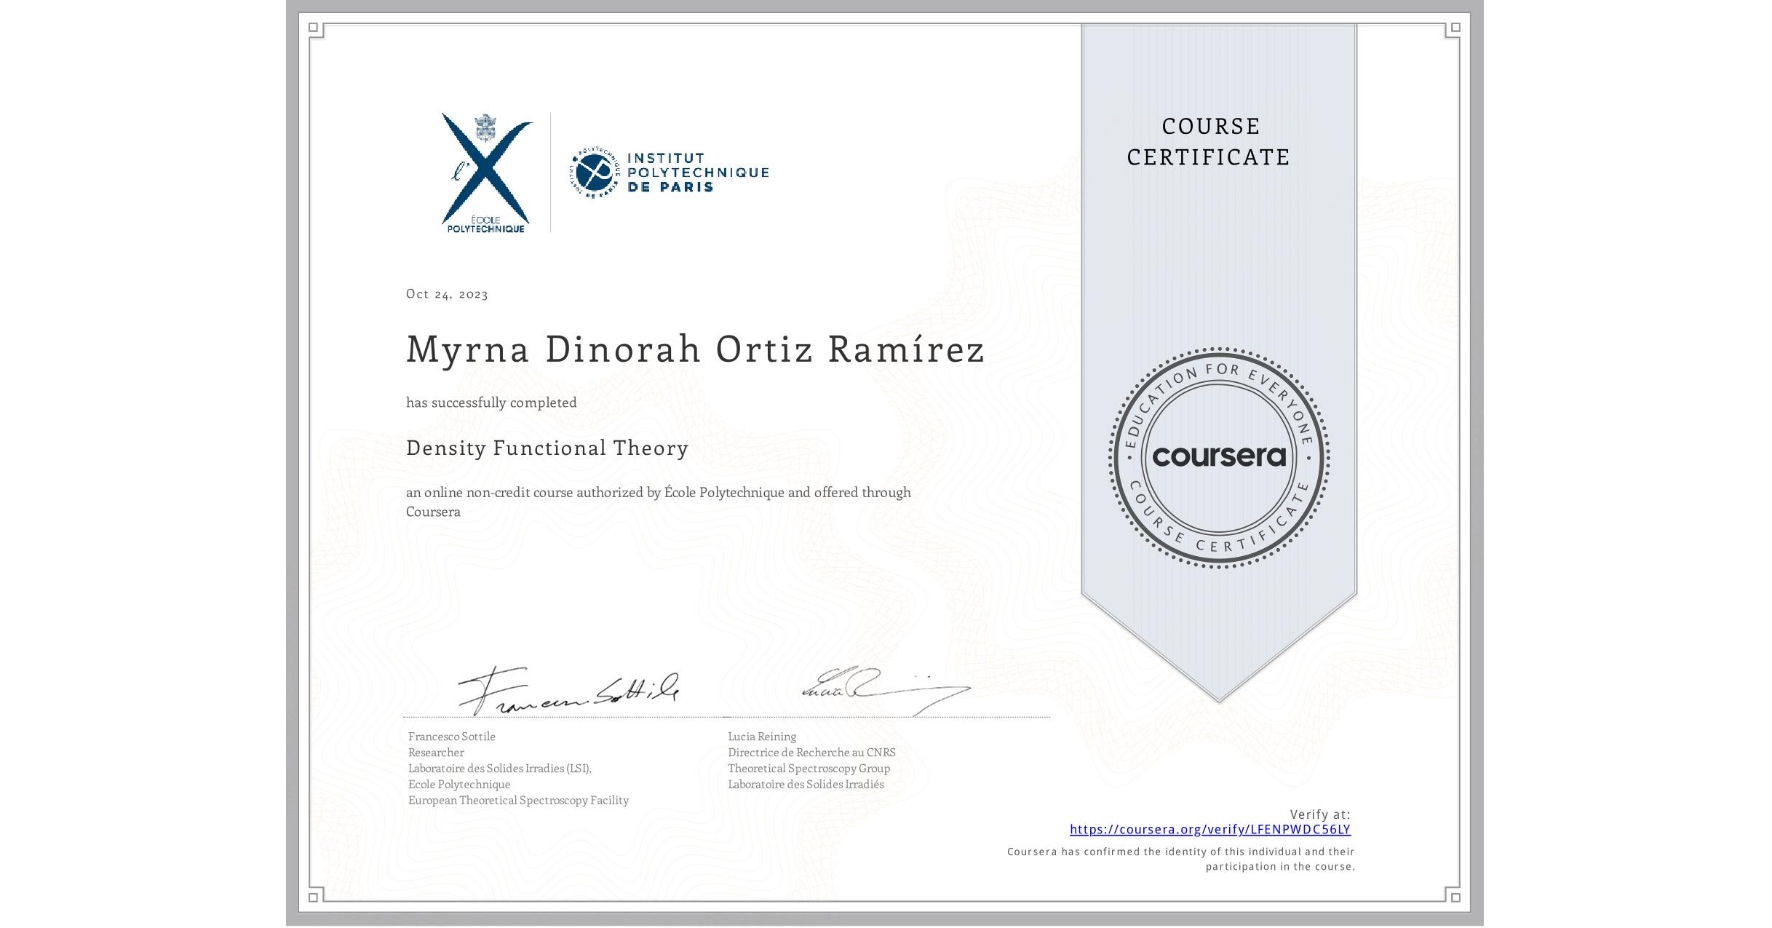 l'
ÉCOLE
POLYTECHNIQUE
INSTITUT
POLYTECHNIQUE
DE PARIS
COURSE
CERTIFICATE
Oct 24, 2023
Myrna Dinorah Ortiz Ramírez
has successfully completed
Density Functional Theory
an online non-credit course authorized by École Polytechnique and offered through
Coursera
EDUCATION FOR EVERYONE
coursera
COURSE CERTIFICATE
Francesco Sottile
Researcher
Laboratoire des Solides Irradies (LSI),
Ecole Polytechnique
European Theoretical Spectroscopy Facility
Lucia Reining
Directrice de Recherche au CNRS
Theoretical Spectroscopy Group
Laboratoire des Solides Irradiés
Verify at:
https://coursera.org/verify/LFENPWDC56LY
Coursera has confirmed the identity of this individual and their
participation in the course.